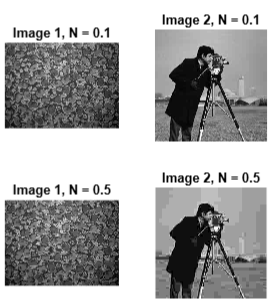 Image 1, N = 0.1
Image 2, N = 0.1
Image 1, N = 0.5
Image 2, N = 0.5